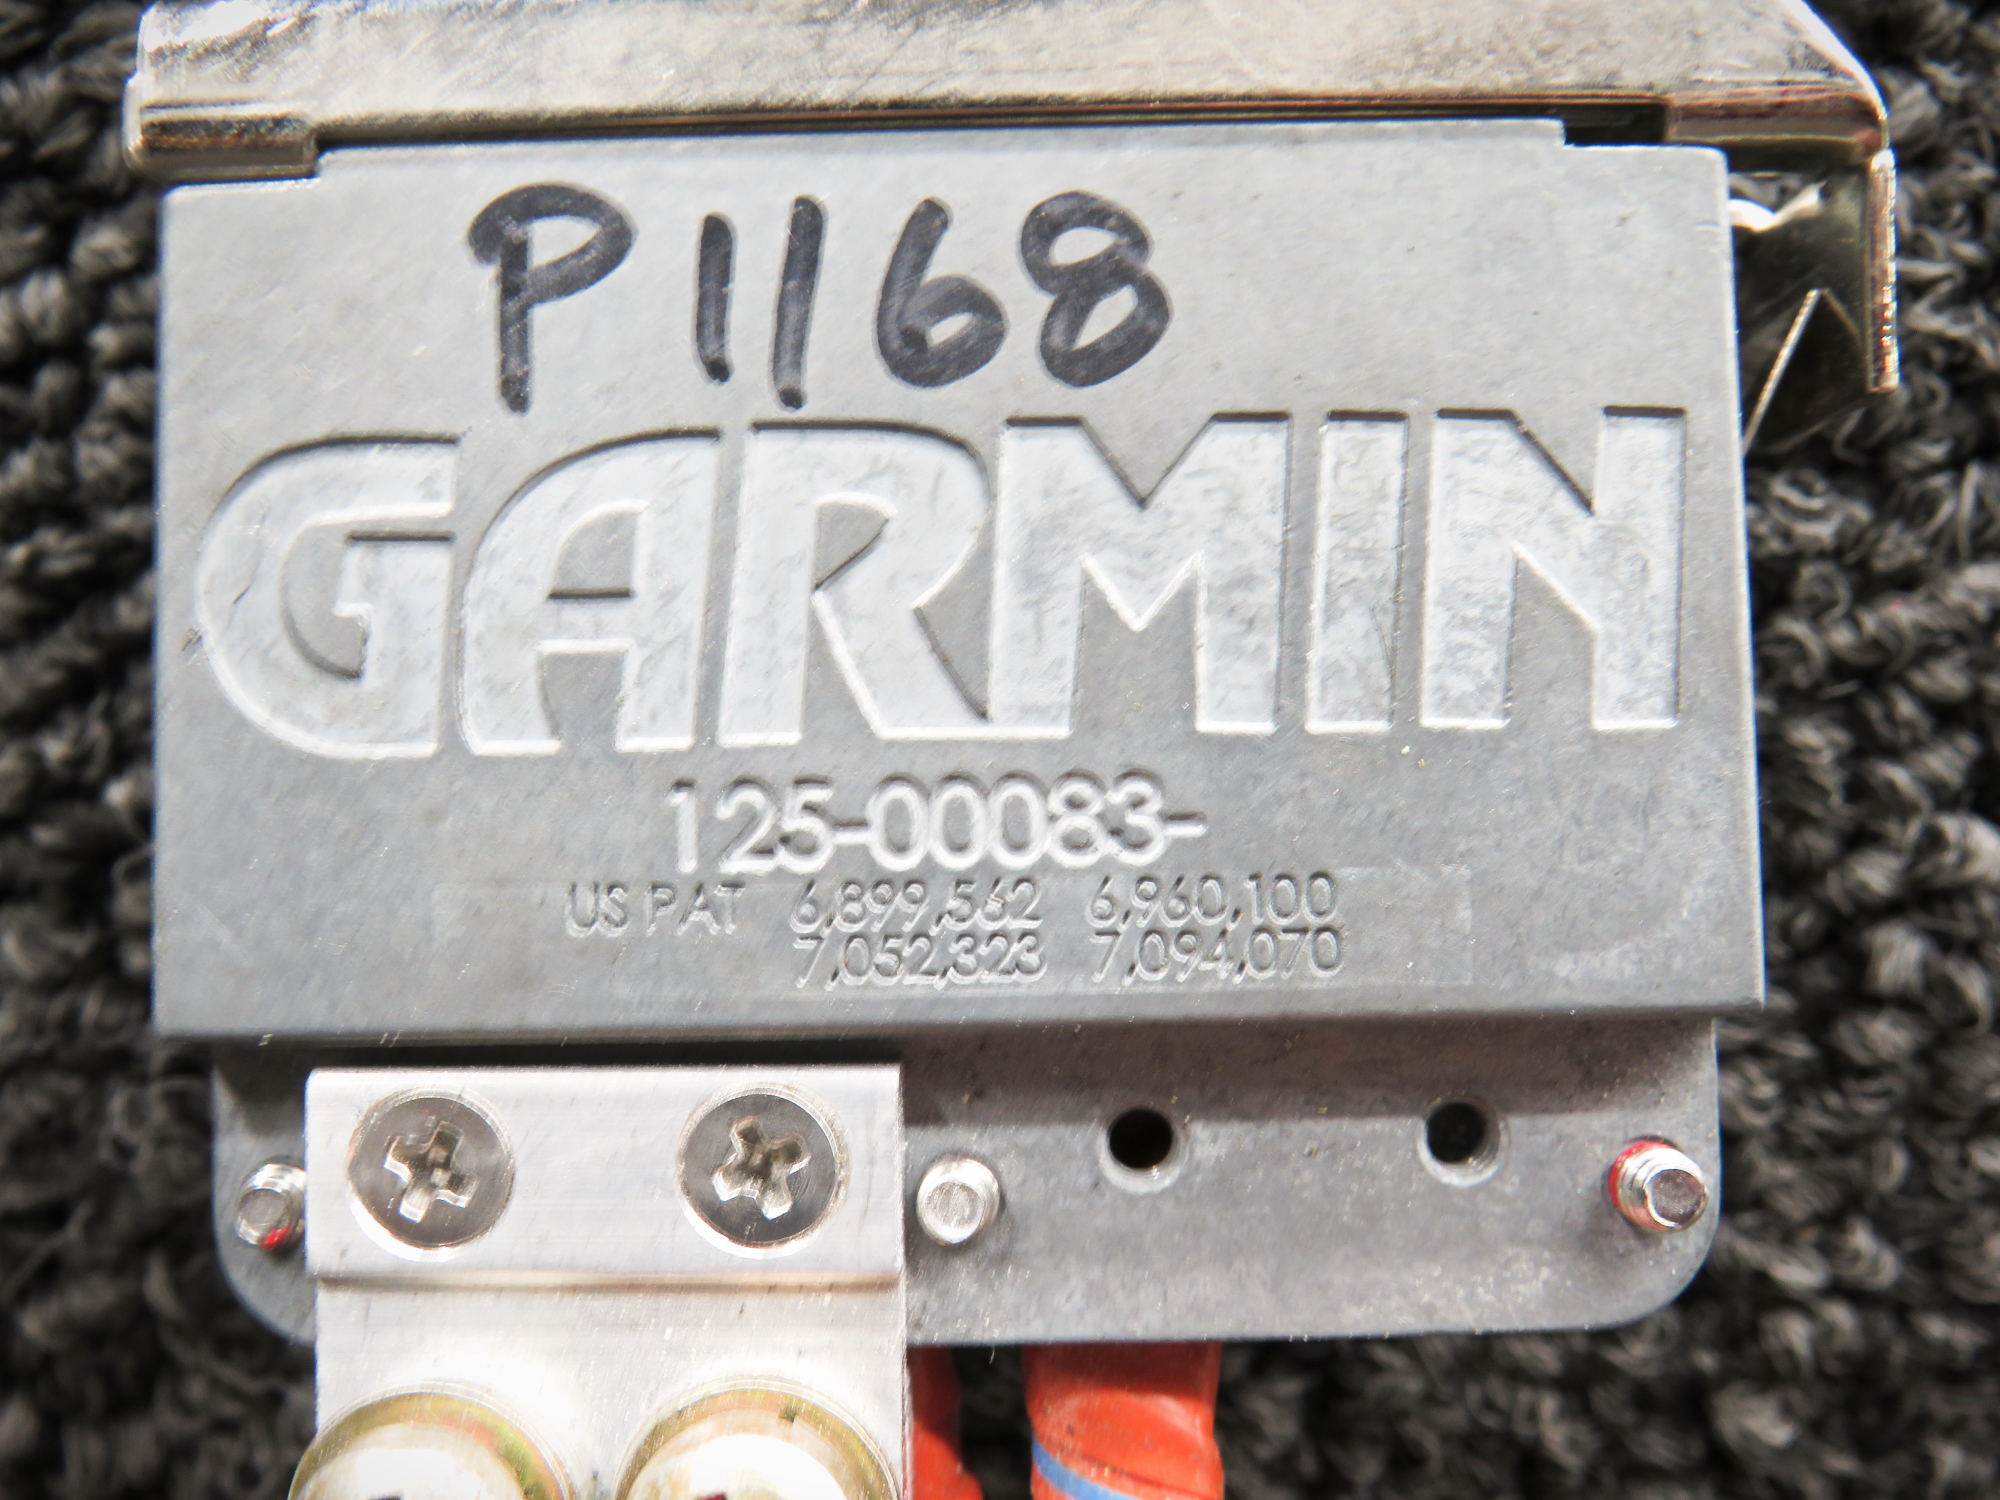 P1168
GARMIN
125-00083-
US PAT 6,899,562 6,960,100
7,052,323 7,094,070